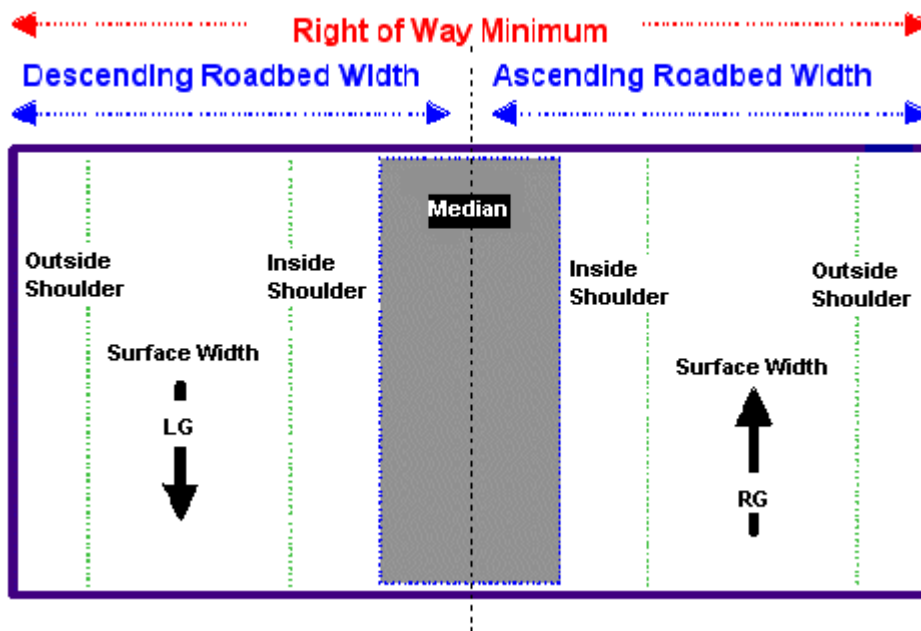 Right of Way Minimum
Descending Roadbed Width
Ascending Roadbed Width
Median
Outside
Shoulder
Inside
Shoulder
Inside
Shoulder
Outside
Shoulder
Surface Width
Surface Width
LG
RG